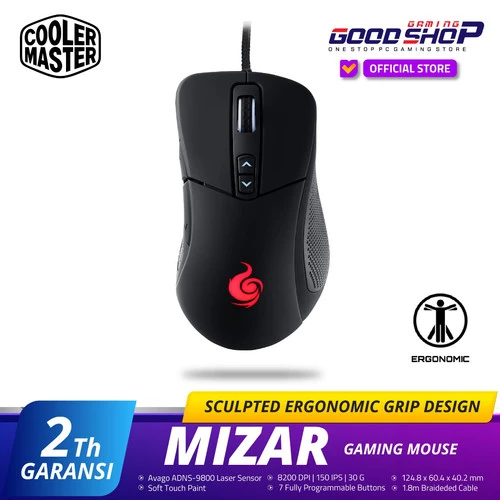 COOLER
MASTER
GAMING
GOODSHOP
ONE STOP PC GAMING STORE
OFFICIAL STORE
ERGONOMIC
SCULPTED ERGONOMIC GRIP DESIGN
2Th
GARANSI
MIZAR GAMING MOUSE
• Avago ADNS-9800 Laser Sensor • 8200 DPI | 150 IPS | 30 G • 124.8 x 60.4 x 40.2 mm
• Soft Touch Paint • 7 Fully Programmable Buttons • 1.8m Braideded Cable